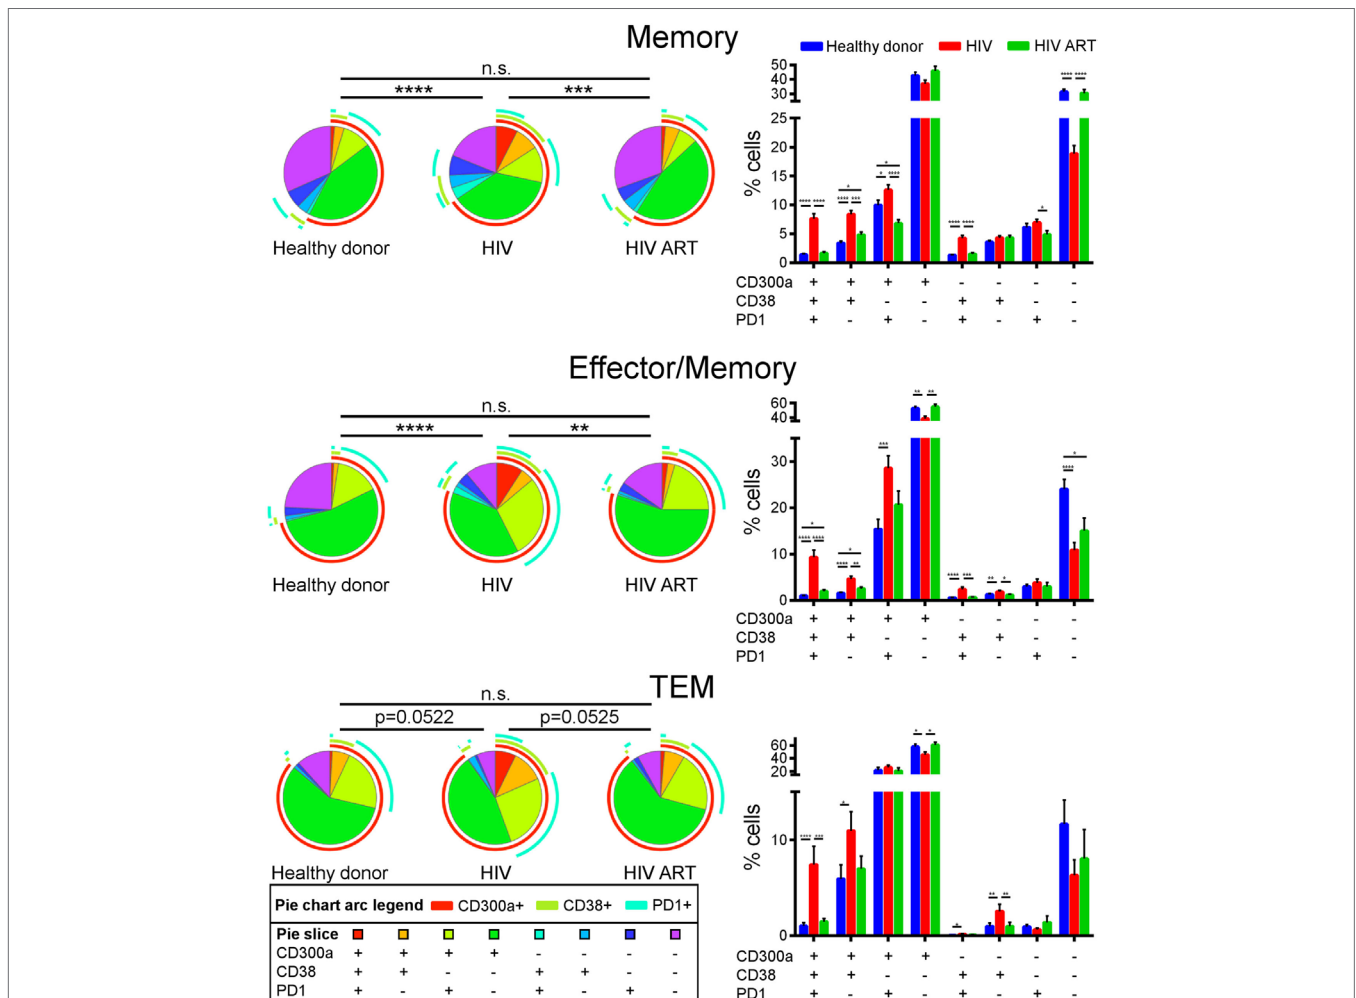 Memory
Healthy donor HIV HIV ART
n.s.
**** ***
Healthy donor HIV HIV ART
% cells
50
40
30
25
20
15
10
5
0
**** **** **** *** * * **** * **** **** * **** ****
CD300a + + + + - - - -
CD38 + + - - + + - -
PD1 + - + - + - + -
Effector/Memory
n.s.
**** **
Healthy donor HIV HIV ART
% cells
60
40
30
20
10
0
**** **** * **** ** * *** ** ** **** *** ** * **** *
CD300a + + + + - - - -
CD38 + + - - + + - -
PD1 + - + - + - + -
TEM
n.s.
p=0.0522 p=0.0525
Healthy donor HIV HIV ART
% cells
60
40
20
10
0
**** *** * * * * ** **
CD300a + + + + - - - -
CD38 + + - - + + - -
PD1 + - + - + - + -
Pie chart arc legend CD300a+ CD38+ PD1+
Pie slice
CD300a + + + + - - - -
CD38 + + - - + + - -
PD1 + - + - + - + -